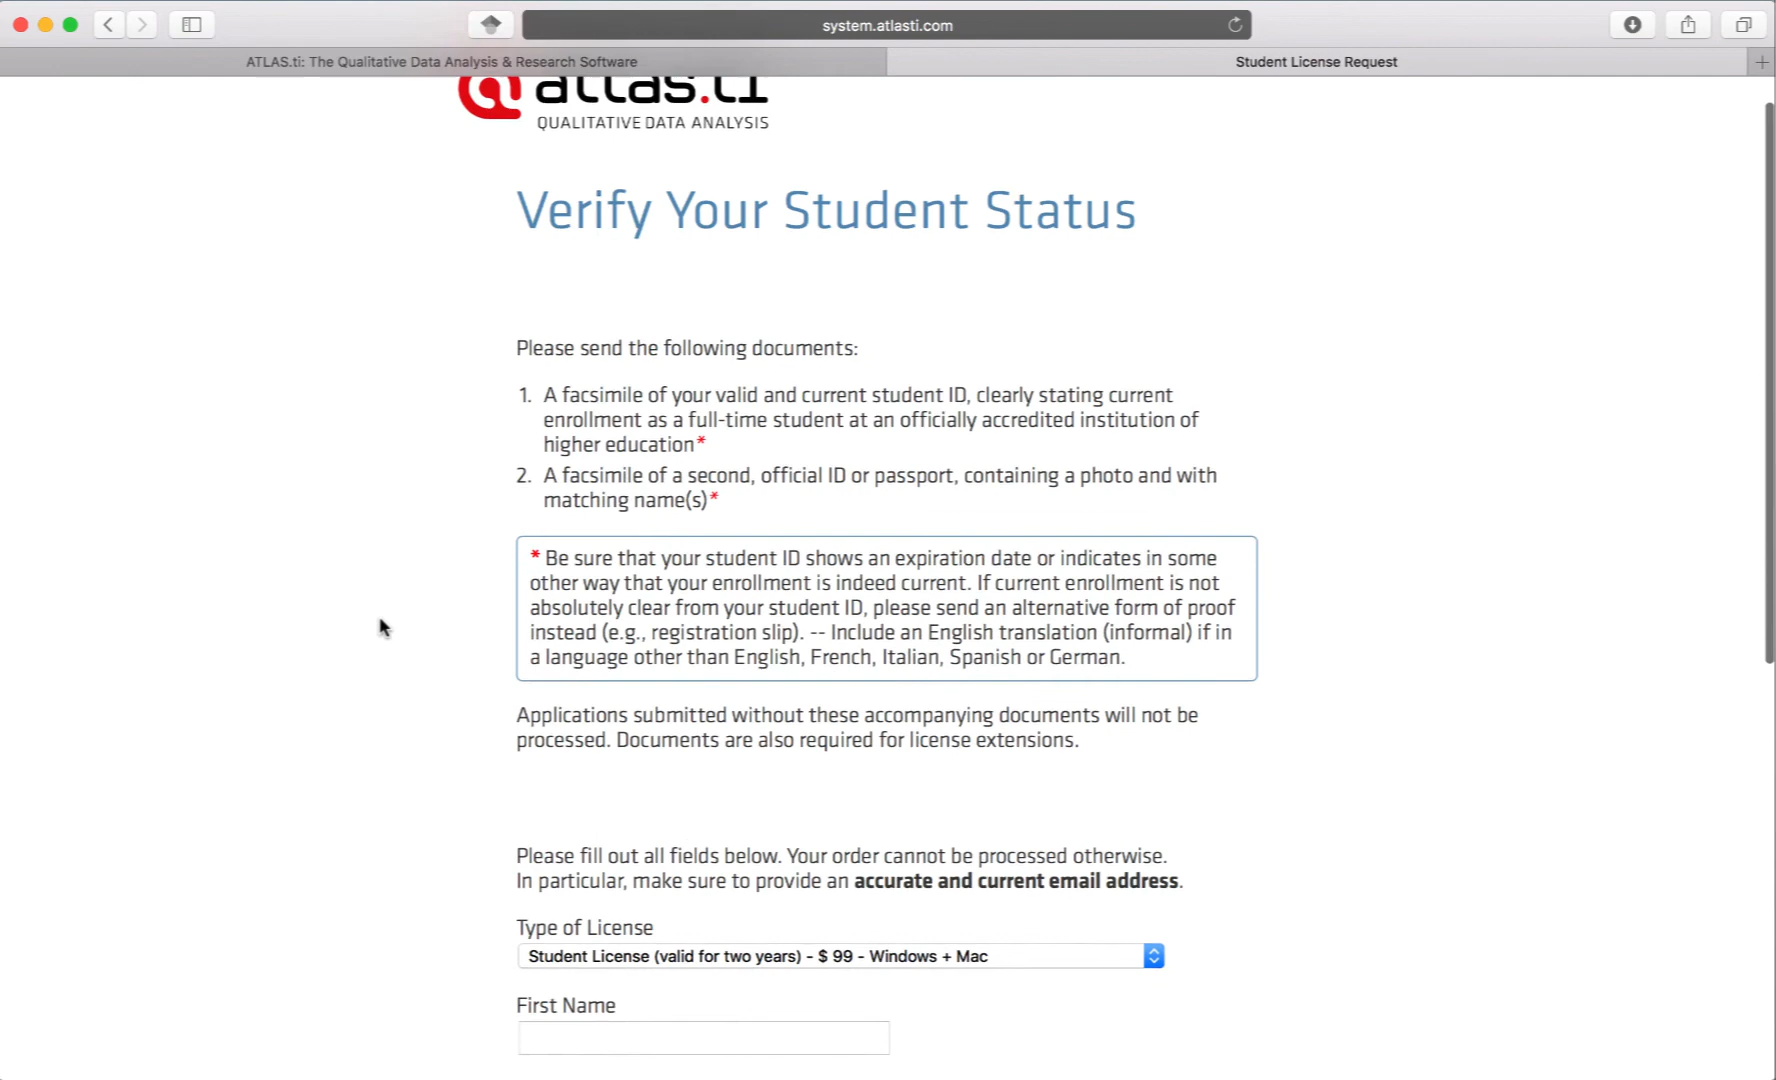 system.atlasti.com
ATLAS.ti: The Qualitative Data Analysis & Research Software
Student License Request
atlas.ti
QUALITATIVE DATA ANALYSIS
Verify Your Student Status
Please send the following documents:
1. A facsimile of your valid and current student ID, clearly stating current
enrollment as a full-time student at an officially accredited institution of
higher education*
2. A facsimile of a second, official ID or passport, containing a photo and with
matching name(s)*
* Be sure that your student ID shows an expiration date or indicates in some
other way that your enrollment is indeed current. If current enrollment is not
absolutely clear from your student ID, please send an alternative form of proof
instead (e.g., registration slip). -- Include an English translation (informal) if in
a language other than English, French, Italian, Spanish or German.
Applications submitted without these accompanying documents will not be
processed. Documents are also required for license extensions.
Please fill out all fields below. Your order cannot be processed otherwise.
In particular, make sure to provide an accurate and current email address.
Type of License
Student License (valid for two years) - $ 99 - Windows + Mac
First Name